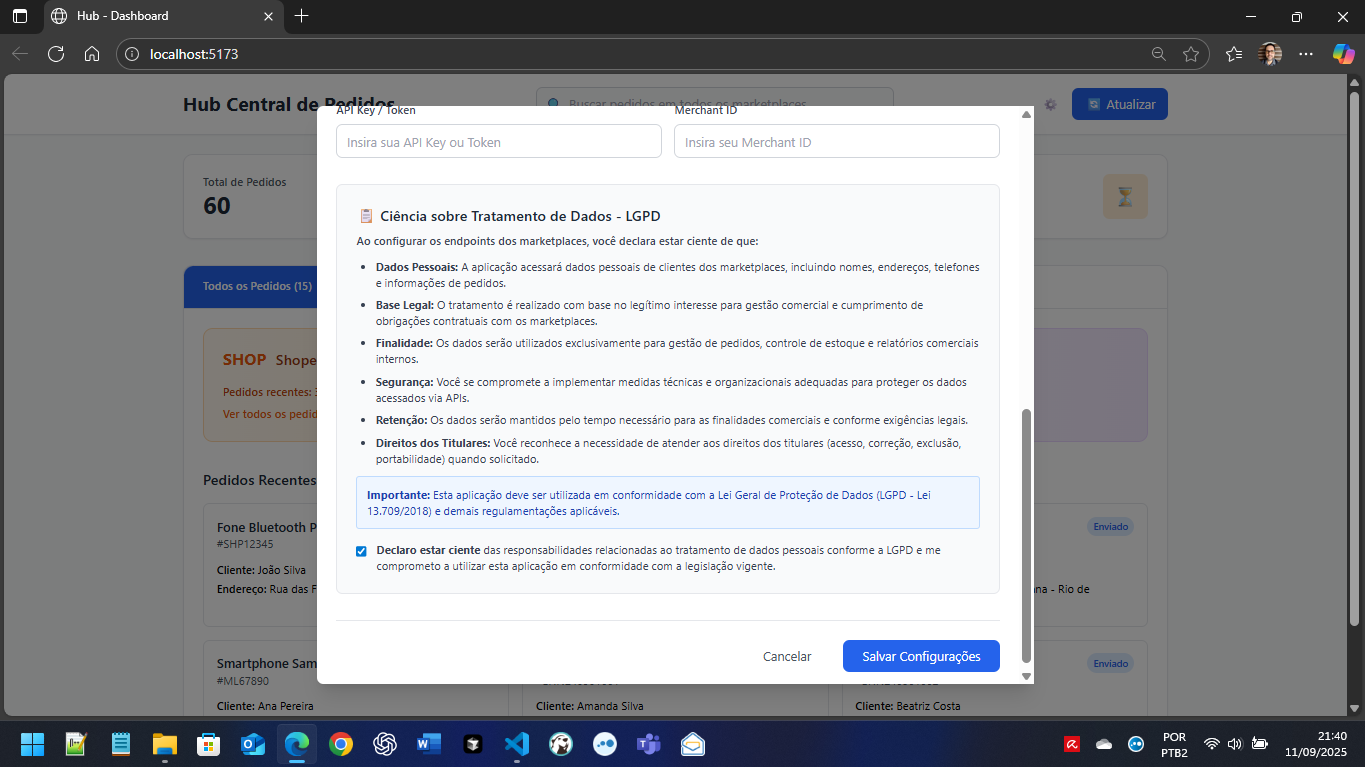 Hub - Dashboard
localhost:5173
Hub Central de Pedidos
Buscar pedidos em todos os marketplaces
Atualizar
Total de Pedidos
60
Todos os Pedidos (15)
SHOP Shope
Pedidos recentes:
Ver todos os pedid
Pedidos Recentes
Fone Bluetooth P
#SHP12345
Cliente: João Silva
Endereço: Rua das F
Enviado
na - Rio de
Smartphone Sam
#ML67890
Cliente: Ana Pereira
Cliente: Amanda Silva
Enviado
Cliente: Beatriz Costa
API Key / Token
Merchant ID
Insira sua API Key ou Token
Insira seu Merchant ID
Ciência sobre Tratamento de Dados - LGPD
Ao configurar os endpoints dos marketplaces, você declara estar ciente de que:
• Dados Pessoais: A aplicação acessará dados pessoais de clientes dos marketplaces, incluindo nomes, endereços, telefones
e informações de pedidos.
• Base Legal: O tratamento é realizado com base no legítimo interesse para gestão comercial e cumprimento de
obrigações contratuais com os marketplaces.
• Finalidade: Os dados serão utilizados exclusivamente para gestão de pedidos, controle de estoque e relatórios comerciais
internos.
• Segurança: Você se compromete a implementar medidas técnicas e organizacionais adequadas para proteger os dados
acessados via APIs.
• Retenção: Os dados serão mantidos pelo tempo necessário para as finalidades comerciais e conforme exigências legais.
• Direitos dos Titulares: Você reconhece a necessidade de atender aos direitos dos titulares (acesso, correção, exclusão,
portabilidade) quando solicitado.
Importante: Esta aplicação deve ser utilizada em conformidade com a Lei Geral de Proteção de Dados (LGPD - Lei
13.709/2018) e demais regulamentações aplicáveis.
Declaro estar ciente das responsabilidades relacionadas ao tratamento de dados pessoais conforme a LGPD e me
comprometo a utilizar esta aplicação em conformidade com a legislação vigente.
Cancelar
Salvar Configurações
POR
PTB2
21:40
11/09/2025